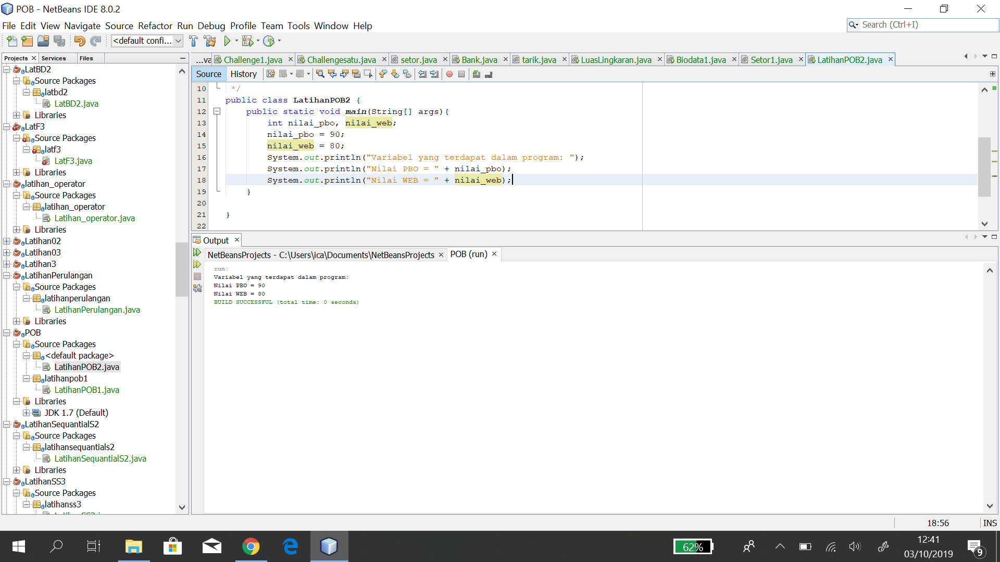 POB - NetBeans IDE 8.0.2
File Edit View Navigate Source Refactor Run Debug Profile Team Tools Window Help
Search (Ctrl+I)
<default confi...
Projects Services Files
LatBD2
Source Packages
latbd2
LatBD2.java
Libraries
LatF3
Source Packages
latf3
LatF3.java
Libraries
latihan_operator
Source Packages
latihan_operator
Latihan_operator.java
Libraries
Latihan02
Latihan03
Latihan3
LatihanPerulangan
Source Packages
latihanperulangan
LatihanPerulangan.java
Libraries
POB
Source Packages
<default package>
LatihanPOB2.java
latihanpob1
LatihanPOB1.java
Libraries
JDK 1.7 (Default)
LatihanSequantialS2
Source Packages
latihansequantials2
LatihanSequantialS2.java
Libraries
LatihanSS3
Source Packages
latihanss3
...va Challenge1.java Challengesatu.java setor.java Bank.java tarik.java LuasLingkaran.java Biodata1.java Setor1.java LatihanPOB2.java
Source History
10 */
11 public class LatihanPOB2 {
12 public static void main(String[] args){
13 int nilai_pbo, nilai_web;
14 nilai_pbo = 90;
15 nilai_web = 80;
16 System.out.println("Variabel yang terdapat dalam program: ");
17 System.out.println("Nilai PBO = " + nilai_pbo);
18 System.out.println("Nilai WEB = " + nilai_web);
19 }
20
21 }
22
Output
NetBeansProjects - C:\Users\ica\Documents\NetBeansProjects POB (run)
run:
Variabel yang terdapat dalam program:
Nilai PBO = 90
Nilai WEB = 80
BUILD SUCCESSFUL (total time: 0 seconds)
18:56 INS
62%
12:41
03/10/2019
9